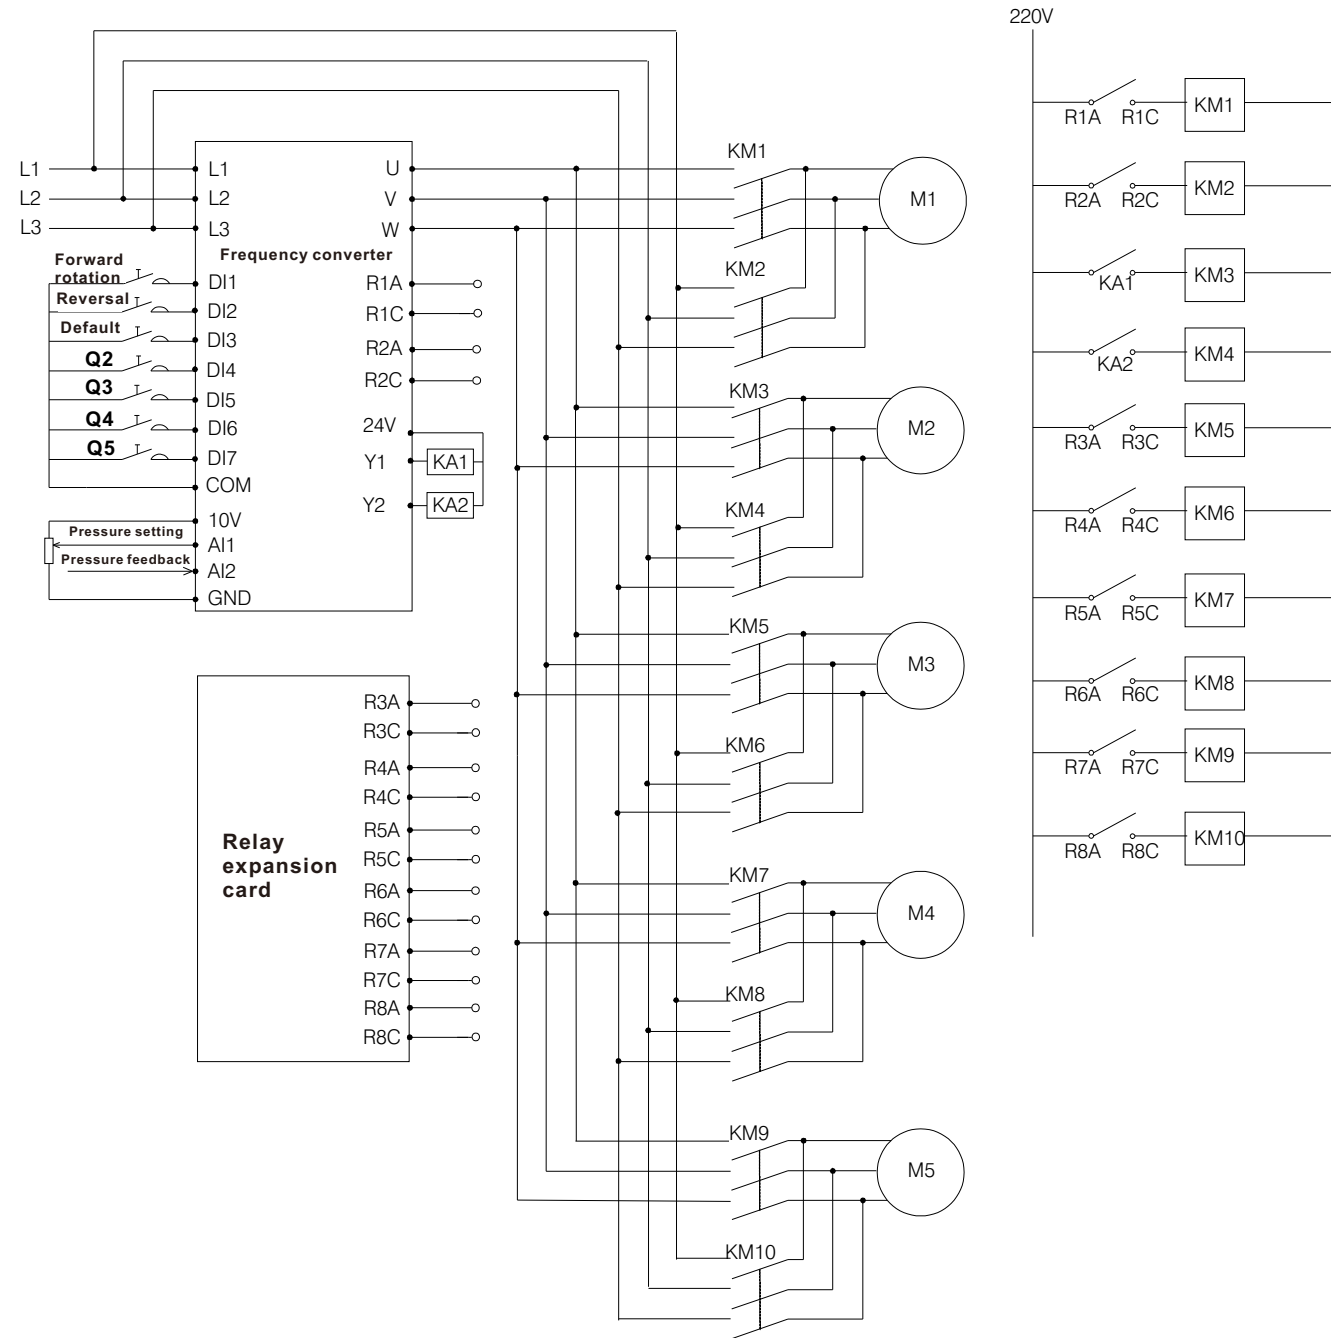 220V
L1
L2
L3
L1
L2
L3
U
V
W
Frequency converter
Forward
rotation
Reversal
Default
Q2
Q3
Q4
Q5
DI1
DI2
DI3
DI4
DI5
DI6
DI7
COM
10V
AI1
AI2
GND
Pressure setting
Pressure feedback
R1A
R1C
R2A
R2C
24V
Y1
KA1
Y2
KA2
Relay
expansion
card
R3A
R3C
R4A
R4C
R5A
R5C
R6A
R6C
R7A
R7C
R8A
R8C
KM1
M1
KM2
KM3
M2
KM4
KM5
M3
KM6
KM7
M4
KM8
KM9
M5
KM10
R1A R1C KM1
R2A R2C KM2
KA1 KM3
KA2 KM4
R3A R3C KM5
R4A R4C KM6
R5A R5C KM7
R6A R6C KM8
R7A R7C KM9
R8A R8C KM10